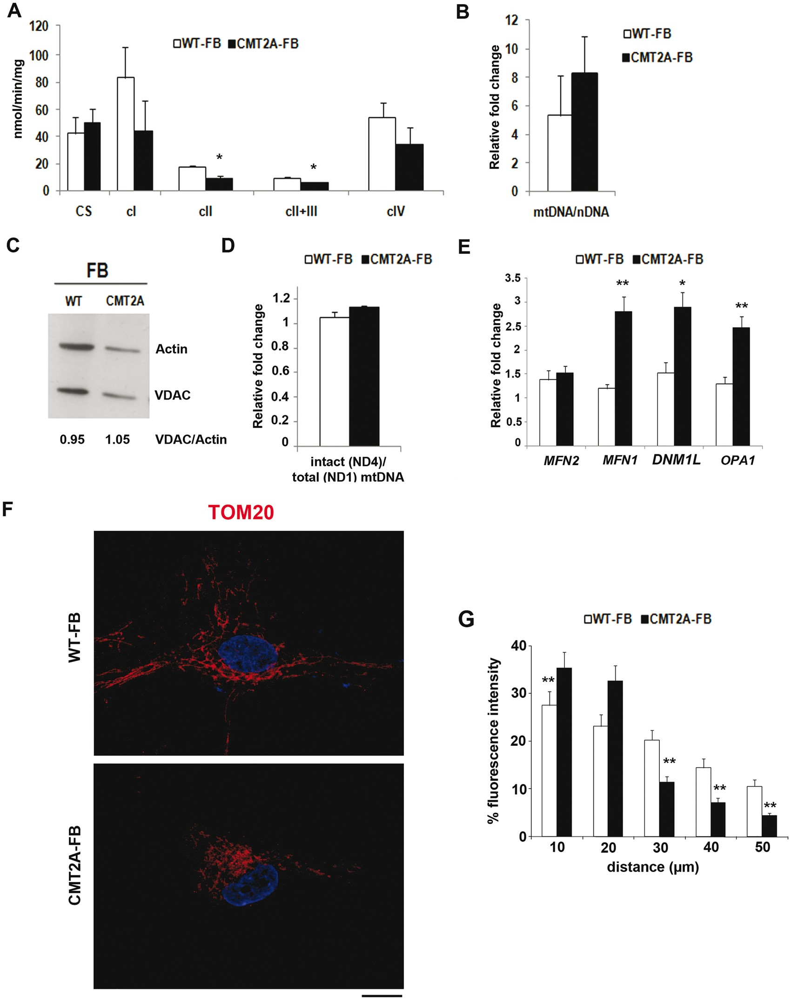 A
120
100
80
60
40
20
0
nmol/min/mg
WT-FB CMT2A-FB
*
*
CS cI cII cII+III cIV
B
12
10
8
6
4
2
0
Relative fold change
WT-FB
CMT2A-FB
mtDNA/nDNA
C
FB
WT CMT2A
Actin
VDAC
0.95 1.05 VDAC/Actin
D
WT-FB CMT2A-FB
1.2
1
0.8
0.6
0.4
0.2
0
Relative fold change
intact (ND4)/
total (ND1) mtDNA
E
WT-FB CMT2A-FB
3.5
3
2.5
2
1.5
1
0.5
0
Relative fold change
**
*
**
MFN2 MFN1 DNM1L OPA1
F
TOM20
WT-FB
CMT2A-FB
G
WT-FB CMT2A-FB
40
30
20
10
0
% fluorescence intensity
**
**
**
**
10 20 30 40 50
distance (µm)